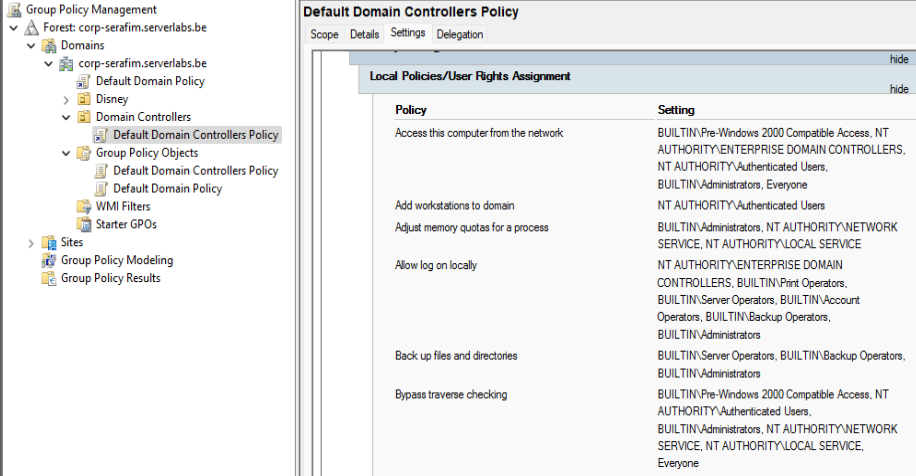 Group Policy Management
Forest: corp-serafim.serverlabs.be
Domains
corp-serafim.serverlabs.be
Default Domain Policy
Disney
Domain Controllers
Default Domain Controllers Policy
Group Policy Objects
Default Domain Controllers Policy
Default Domain Policy
WMI Filters
Starter GPOs
Sites
Group Policy Modeling
Group Policy Results
Default Domain Controllers Policy
Scope Details Settings Delegation
hide
Local Policies/User Rights Assignment
hide
Policy Setting
Access this computer from the network BUILTIN\Pre-Windows 2000 Compatible Access, NT
AUTHORITY\ENTERPRISE DOMAIN CONTROLLERS,
NT AUTHORITY\Authenticated Users,
BUILTIN\Administrators, Everyone
Add workstations to domain NT AUTHORITY\Authenticated Users
Adjust memory quotas for a process BUILTIN\Administrators, NT AUTHORITY\NETWORK
SERVICE, NT AUTHORITY\LOCAL SERVICE
Allow log on locally NT AUTHORITY\ENTERPRISE DOMAIN
CONTROLLERS, BUILTIN\Print Operators,
BUILTIN\Server Operators, BUILTIN\Account
Operators, BUILTIN\Backup Operators,
BUILTIN\Administrators
Back up files and directories BUILTIN\Server Operators, BUILTIN\Backup Operators,
BUILTIN\Administrators
Bypass traverse checking BUILTIN\Pre-Windows 2000 Compatible Access, NT
AUTHORITY\Authenticated Users,
BUILTIN\Administrators, NT AUTHORITY\NETWORK
SERVICE, NT AUTHORITY\LOCAL SERVICE,
Everyone